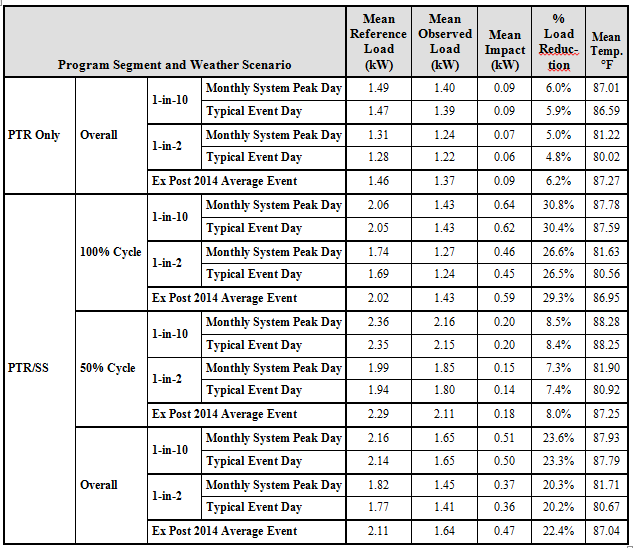 Program Segment and Weather Scenario | Mean Reference Load (kW) | Mean Observed Load (kW) | Mean Impact (kW) | % Load Reduc-tion | Mean Temp. °F
PTR Only | Overall | 1-in-10 | Monthly System Peak Day | 1.49 | 1.40 | 0.09 | 6.0% | 87.01
Typical Event Day | 1.47 | 1.39 | 0.09 | 5.9% | 86.59
1-in-2 | Monthly System Peak Day | 1.31 | 1.24 | 0.07 | 5.0% | 81.22
Typical Event Day | 1.28 | 1.22 | 0.06 | 4.8% | 80.02
Ex Post 2014 Average Event | 1.46 | 1.37 | 0.09 | 6.2% | 87.27
PTR/SS | 100% Cycle | 1-in-10 | Monthly System Peak Day | 2.06 | 1.43 | 0.64 | 30.8% | 87.78
Typical Event Day | 2.05 | 1.43 | 0.62 | 30.4% | 87.59
1-in-2 | Monthly System Peak Day | 1.74 | 1.27 | 0.46 | 26.6% | 81.63
Typical Event Day | 1.69 | 1.24 | 0.45 | 26.5% | 80.56
Ex Post 2014 Average Event | 2.02 | 1.43 | 0.59 | 29.3% | 86.95
50% Cycle | 1-in-10 | Monthly System Peak Day | 2.36 | 2.16 | 0.20 | 8.5% | 88.28
Typical Event Day | 2.35 | 2.15 | 0.20 | 8.4% | 88.25
1-in-2 | Monthly System Peak Day | 1.99 | 1.85 | 0.15 | 7.3% | 81.90
Typical Event Day | 1.94 | 1.80 | 0.14 | 7.4% | 80.92
Ex Post 2014 Average Event | 2.29 | 2.11 | 0.18 | 8.0% | 87.25
Overall | 1-in-10 | Monthly System Peak Day | 2.16 | 1.65 | 0.51 | 23.6% | 87.93
Typical Event Day | 2.14 | 1.65 | 0.50 | 23.3% | 87.79
1-in-2 | Monthly System Peak Day | 1.82 | 1.45 | 0.37 | 20.3% | 81.71
Typical Event Day | 1.77 | 1.41 | 0.36 | 20.2% | 80.67
Ex Post 2014 Average Event | 2.11 | 1.64 | 0.47 | 22.4% | 87.04